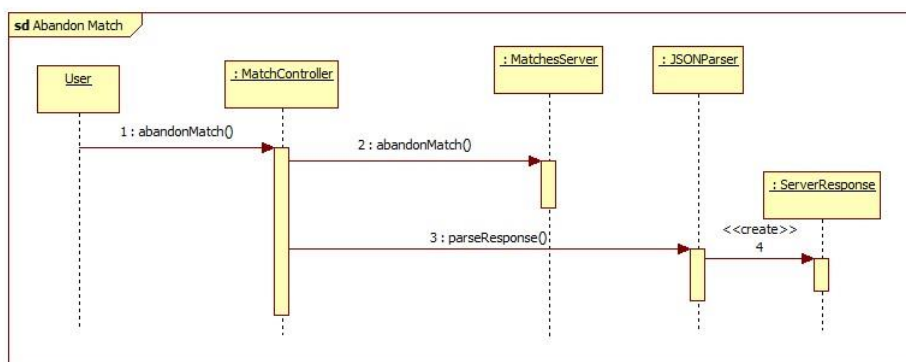 sd Abandon Match
User
: MatchController
: MatchesServer
: JSONParser
1 : abandonMatch()
2 : abandonMatch()
: ServerResponse
<<create>>
3 : parseResponse()
4